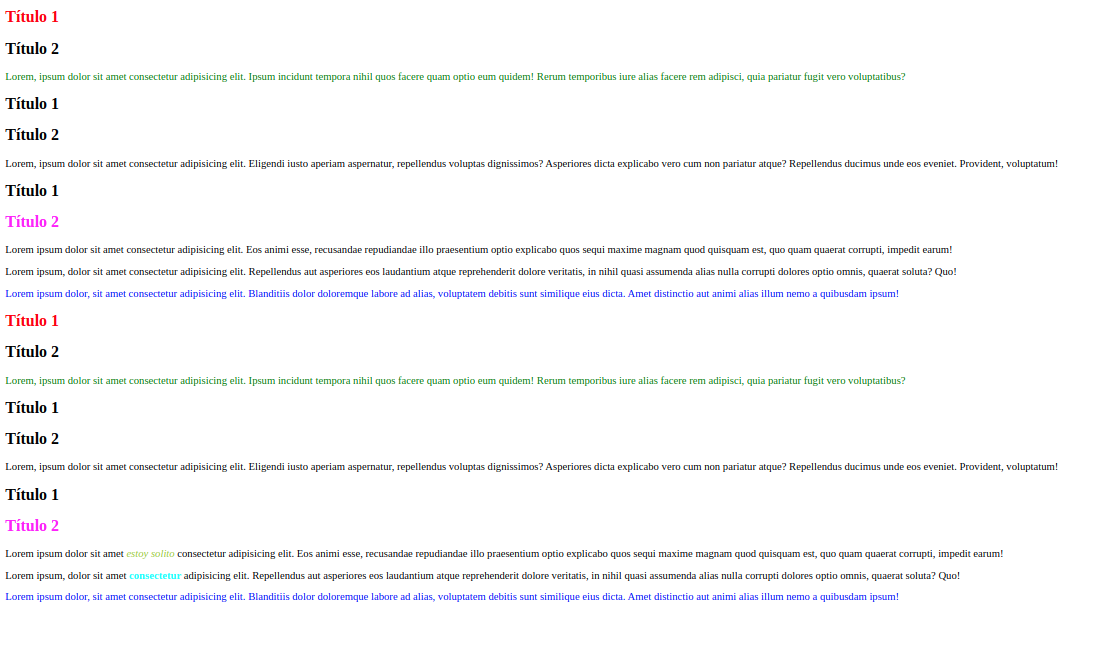 Título 1
Título 2
Lorem, ipsum dolor sit amet consectetur adipisicing elit. Ipsum incidunt tempora nihil quos facere quam optio eum quidem! Rerum temporibus iure alias facere rem adipisci, quia pariatur fugit vero voluptatibus?
Título 1
Título 2
Lorem, ipsum dolor sit amet consectetur adipisicing elit. Eligendi iusto aperiam aspernatur, repellendus voluptas dignissimos? Asperiores dicta explicabo vero cum non pariatur atque? Repellendus ducimus unde eos eveniet. Provident, voluptatum!
Título 1
Título 2
Lorem ipsum dolor sit amet consectetur adipisicing elit. Eos animi esse, recusandae repudiandae illo praesentium optio explicabo quos sequi maxime magnam quod quisquam est, quo quam quaerat corrupti, impedit earum!
Lorem ipsum, dolor sit amet consectetur adipisicing elit. Repellendus aut asperiores eos laudantium atque reprehenderit dolore veritatis, in nihil quasi assumenda alias nulla corrupti dolores optio omnis, quaerat soluta? Quo!
Lorem ipsum dolor, sit amet consectetur adipisicing elit. Blanditiis dolor doloremque labore ad alias, voluptatem debitis sunt similique eius dicta. Amet distinctio aut animi alias illum nemo a quibusdam ipsum!
Título 1
Título 2
Lorem, ipsum dolor sit amet consectetur adipisicing elit. Ipsum incidunt tempora nihil quos facere quam optio eum quidem! Rerum temporibus iure alias facere rem adipisci, quia pariatur fugit vero voluptatibus?
Título 1
Título 2
Lorem, ipsum dolor sit amet consectetur adipisicing elit. Eligendi iusto aperiam aspernatur, repellendus voluptas dignissimos? Asperiores dicta explicabo vero cum non pariatur atque? Repellendus ducimus unde eos eveniet. Provident, voluptatum!
Título 1
Título 2
Lorem ipsum dolor sit amet estoy solito consectetur adipisicing elit. Eos animi esse, recusandae repudiandae illo praesentium optio explicabo quos sequi maxime magnam quod quisquam est, quo quam quaerat corrupti, impedit earum!
Lorem ipsum, dolor sit amet consectetur adipisicing elit. Repellendus aut asperiores eos laudantium atque reprehenderit dolore veritatis, in nihil quasi assumenda alias nulla corrupti dolores optio omnis, quaerat soluta? Quo!
Lorem ipsum dolor, sit amet consectetur adipisicing elit. Blanditiis dolor doloremque labore ad alias, voluptatem debitis sunt similique eius dicta. Amet distinctio aut animi alias illum nemo a quibusdam ipsum!